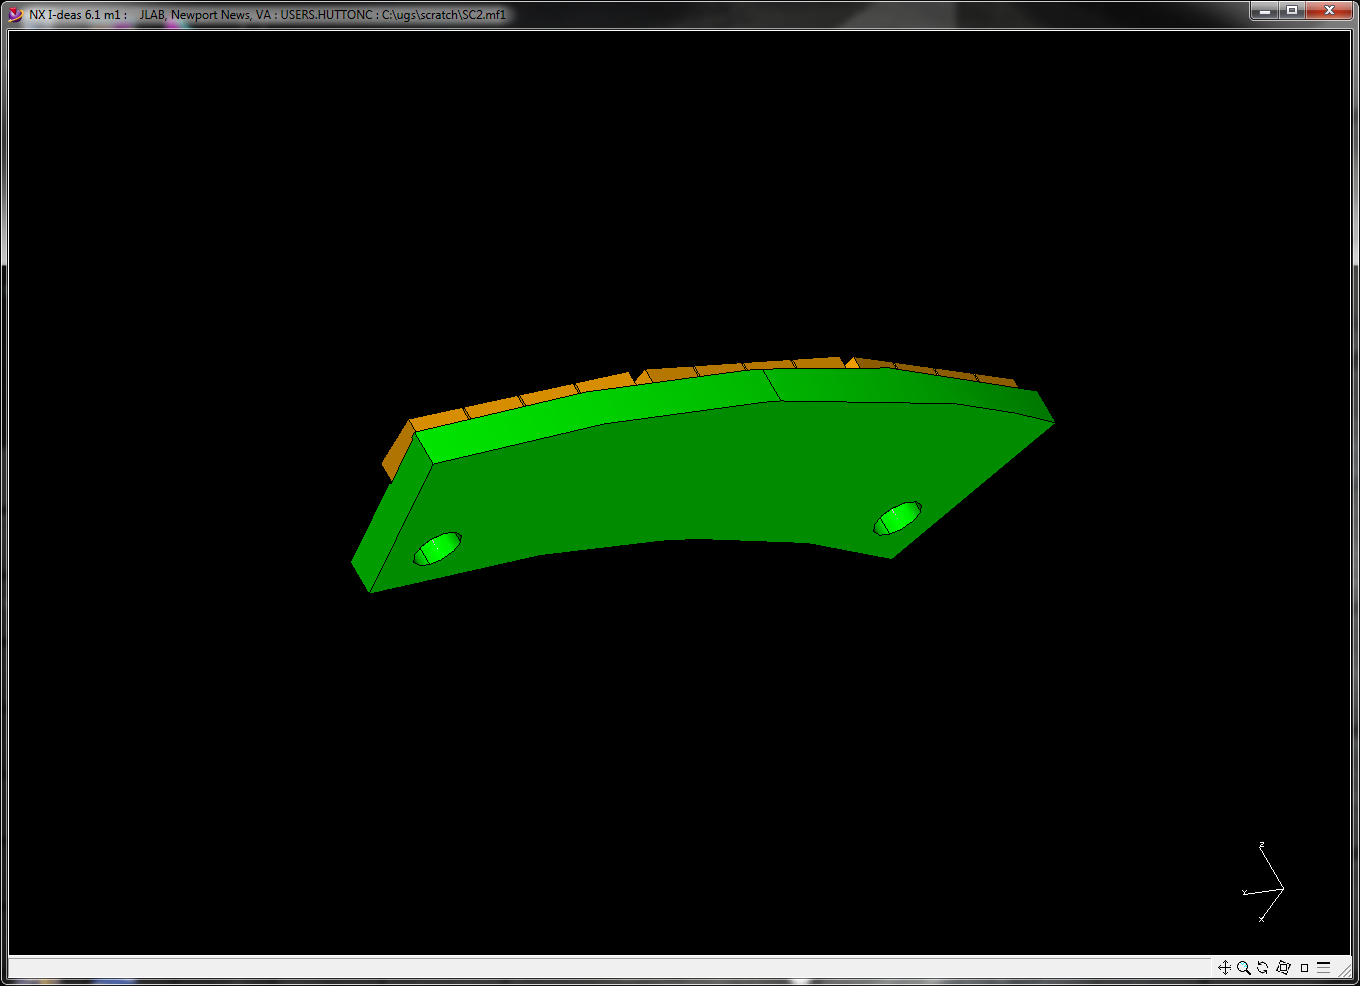 NX I-deas 6.1 m1 : JLAB, Newport News, VA : USERS.HUTTONC : C:\ugs\scratch\SC2.mf1
Z
Y
X